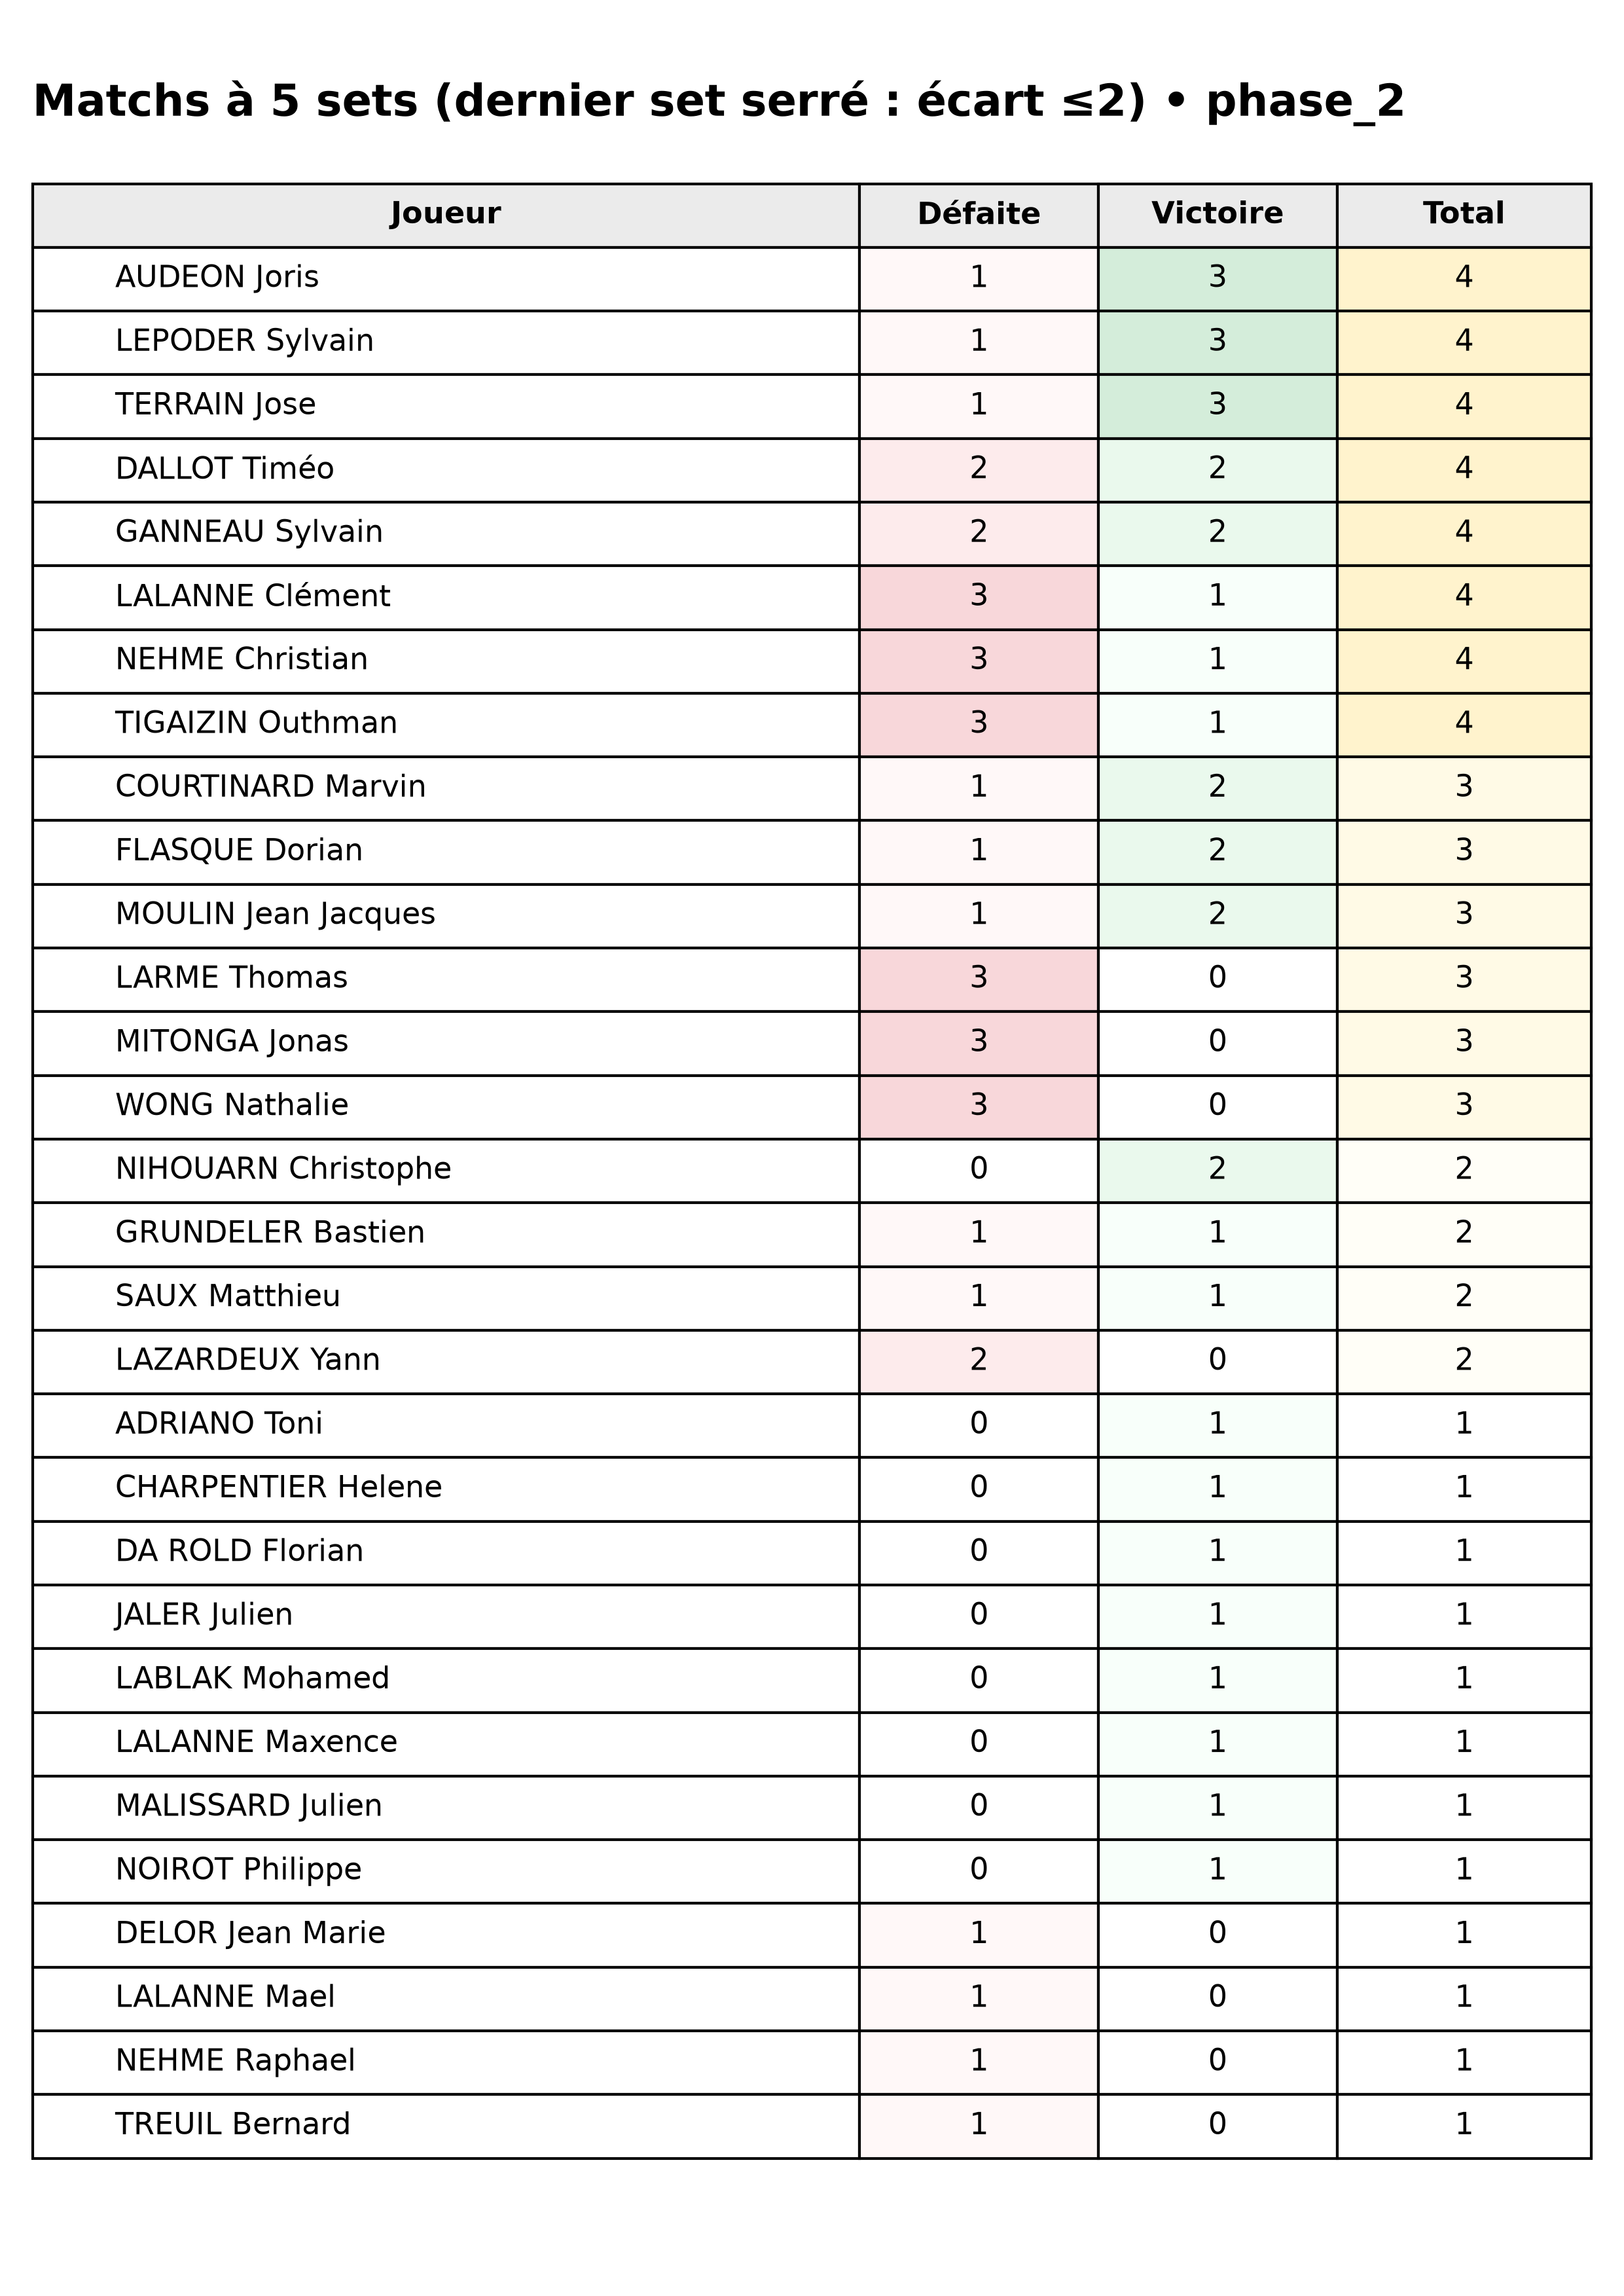 Matchs à 5 sets (dernier set serré : écart ≤2) • phase_2
Joueur Défaite Victoire Total
AUDEON Joris 1 3 4
LEPODER Sylvain 1 3 4
TERRAIN Jose 1 3 4
DALLOT Timéo 2 2 4
GANNEAU Sylvain 2 2 4
LALANNE Clément 3 1 4
NEHME Christian 3 1 4
TIGAIZIN Outhman 3 1 4
COURTINARD Marvin 1 2 3
FLASQUE Dorian 1 2 3
MOULIN Jean Jacques 1 2 3
LARME Thomas 3 0 3
MITONGA Jonas 3 0 3
WONG Nathalie 3 0 3
NIHOUARN Christophe 0 2 2
GRUNDELER Bastien 1 1 2
SAUX Matthieu 1 1 2
LAZARDEUX Yann 2 0 2
ADRIANO Toni 0 1 1
CHARPENTIER Helene 0 1 1
DA ROLD Florian 0 1 1
JALER Julien 0 1 1
LABLAK Mohamed 0 1 1
LALANNE Maxence 0 1 1
MALISSARD Julien 0 1 1
NOIROT Philippe 0 1 1
DELOR Jean Marie 1 0 1
LALANNE Mael 1 0 1
NEHME Raphael 1 0 1
TREUIL Bernard 1 0 1